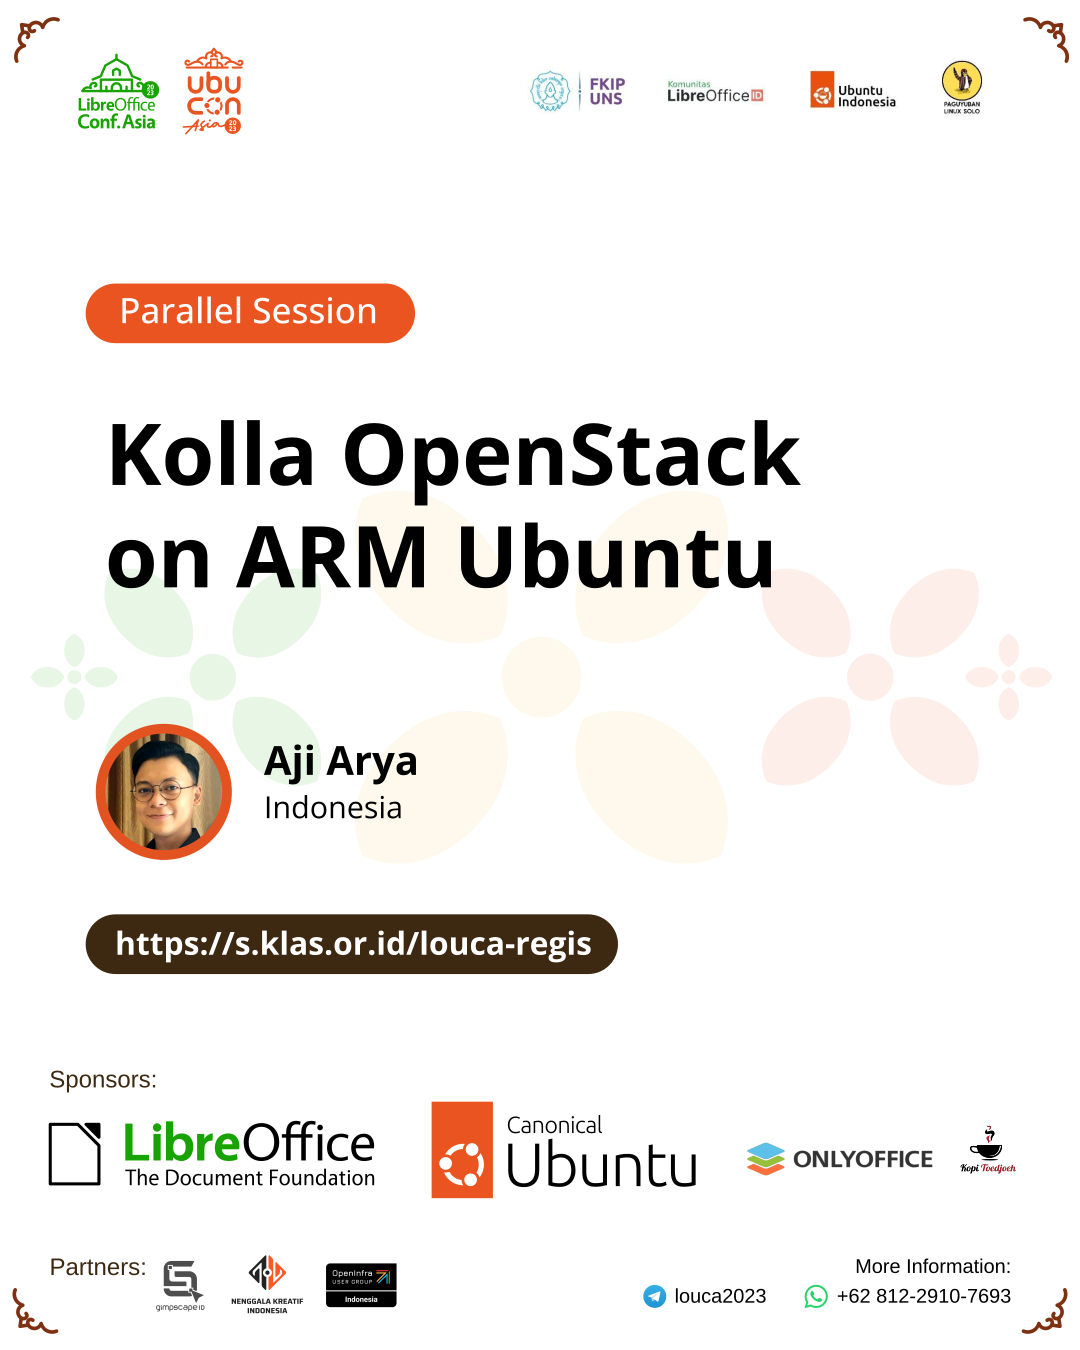 LibreOffice
Conf.Asia
2023
ubu
con
Asia
2023
FKIP
UNS
Komunitas
LibreOffice ID
Ubuntu
Indonesia
PAGUYUBAN
LINUX SOLO
Parallel Session
Kolla OpenStack
on ARM Ubuntu
Aji Arya
Indonesia
https://s.klas.or.id/louca-regis
Sponsors:
LibreOffice
The Document Foundation
Canonical
Ubuntu
ONLYOFFICE
Kopi Toedjoeh
Partners:
gimpscape ID
NENGGALA KREATIF
INDONESIA
OpenInfra
USER GROUP
Indonesia
More Information:
louca2023
+62 812-2910-7693